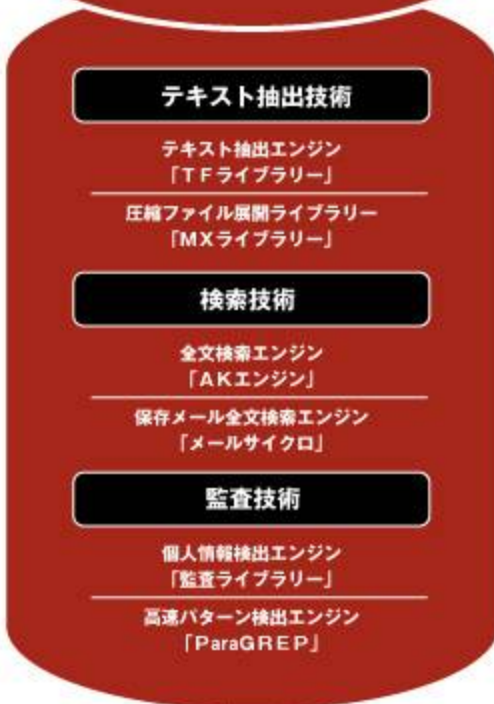 テキスト抽出技術
テキスト抽出エンジン
「TFライブラリー」
圧縮ファイル展開ライブラリー
「MXライブラリー」
検索技術
全文検索エンジン
「AKエンジン」
保存メール全文検索エンジン
「メールサイクロ」
監査技術
個人情報検出エンジン
「監査ライブラリー」
高速パターン検出エンジン
「ParaGREP」